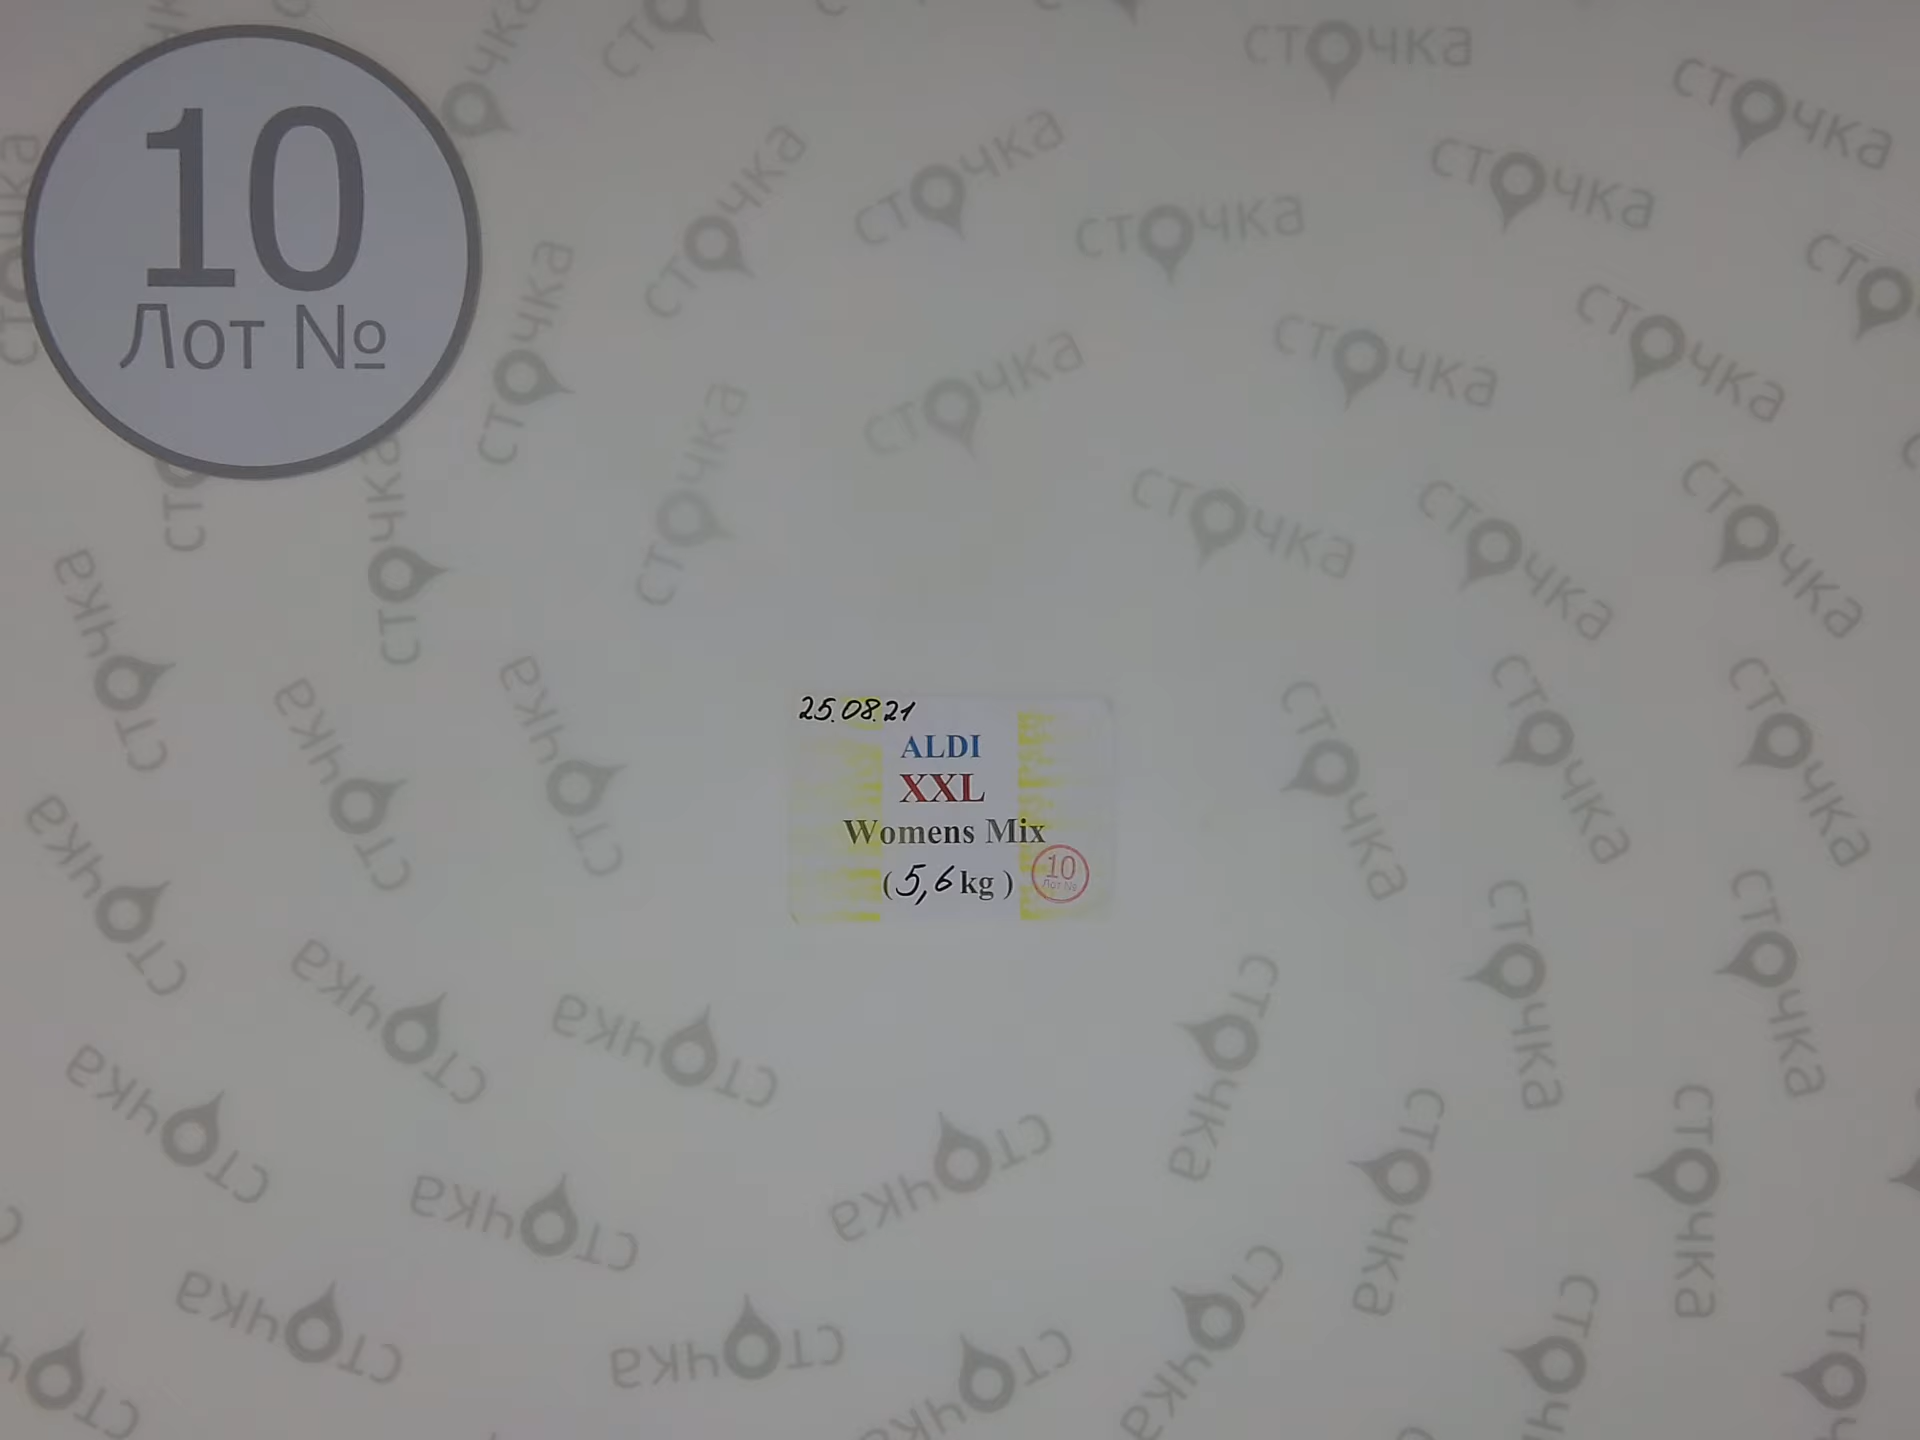 10
Лот №
25.08.21
ALDI
XXL
Womens Mix
(5,6 kg)
10
Лот №
сточка